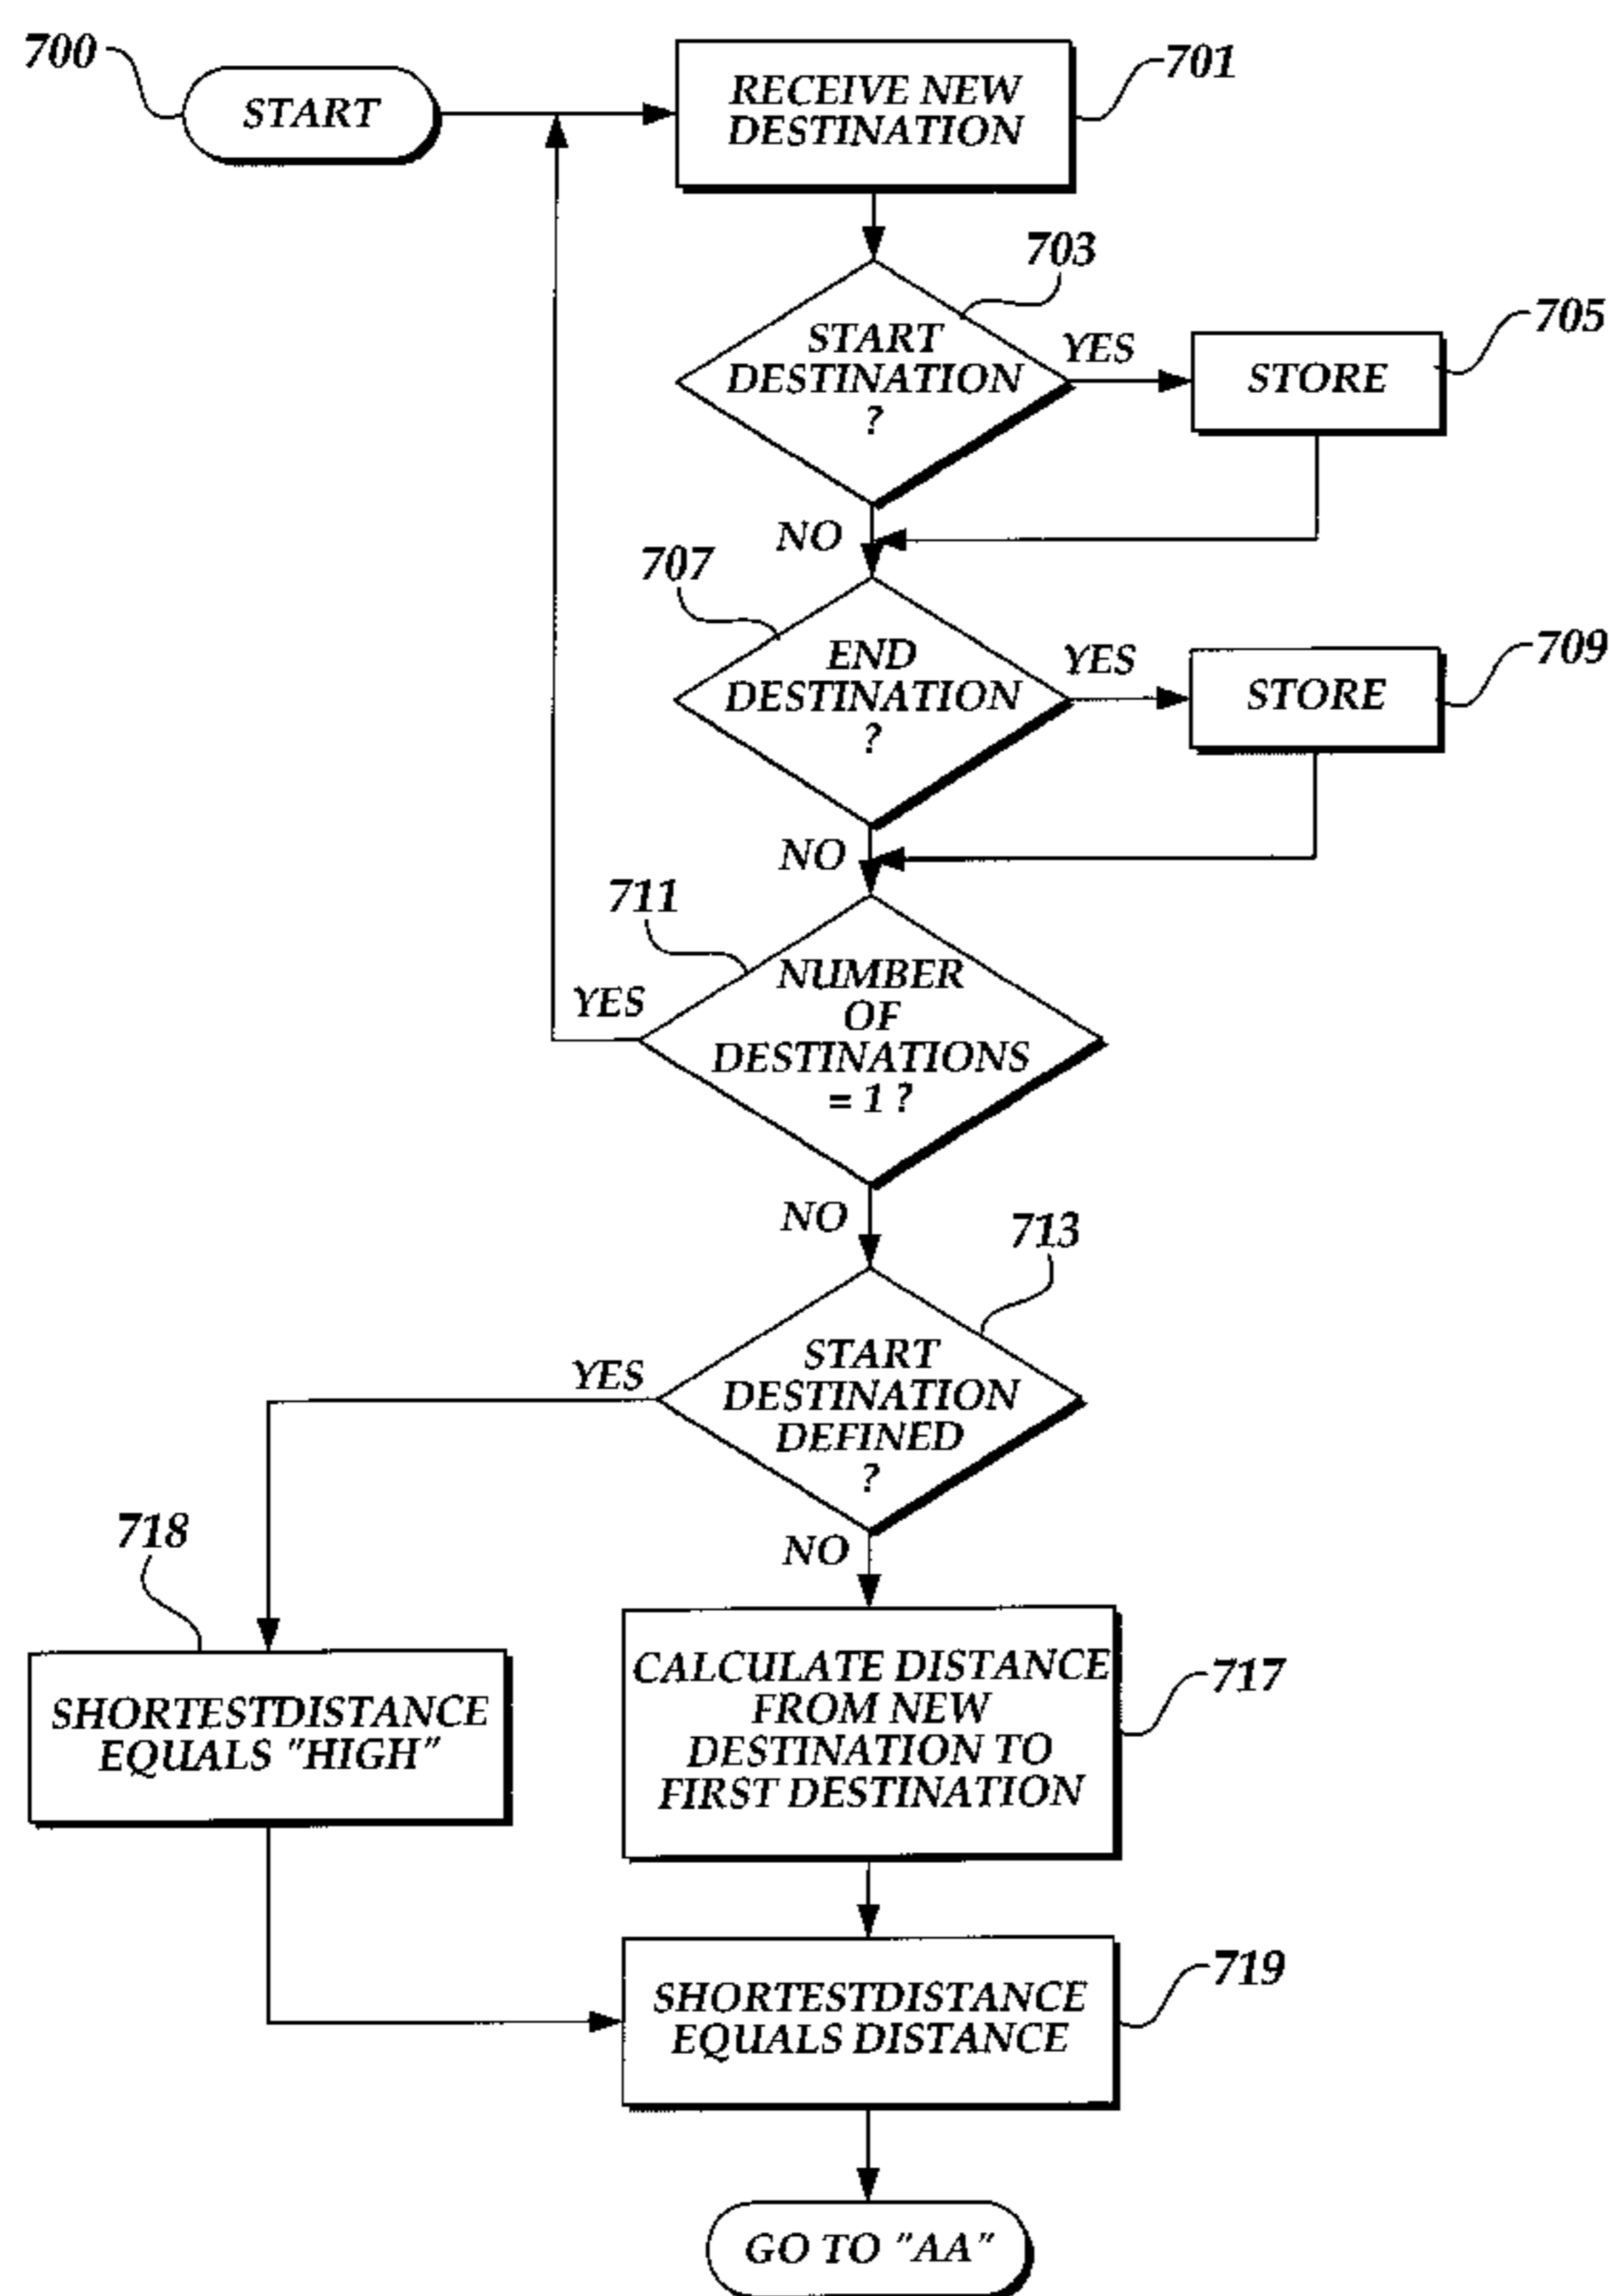 700
START
RECEIVE NEW
DESTINATION
701
703
START
DESTINATION
?
YES
STORE
705
NO
707
END
DESTINATION
?
YES
STORE
709
NO
711
NUMBER
OF
DESTINATIONS
= 1 ?
YES
NO
713
START
DESTINATION
DEFINED
?
YES
NO
718
SHORTESTDISTANCE
EQUALS "HIGH"
CALCULATE DISTANCE
FROM NEW
DESTINATION TO
FIRST DESTINATION
717
SHORTESTDISTANCE
EQUALS DISTANCE
719
GO TO "AA"